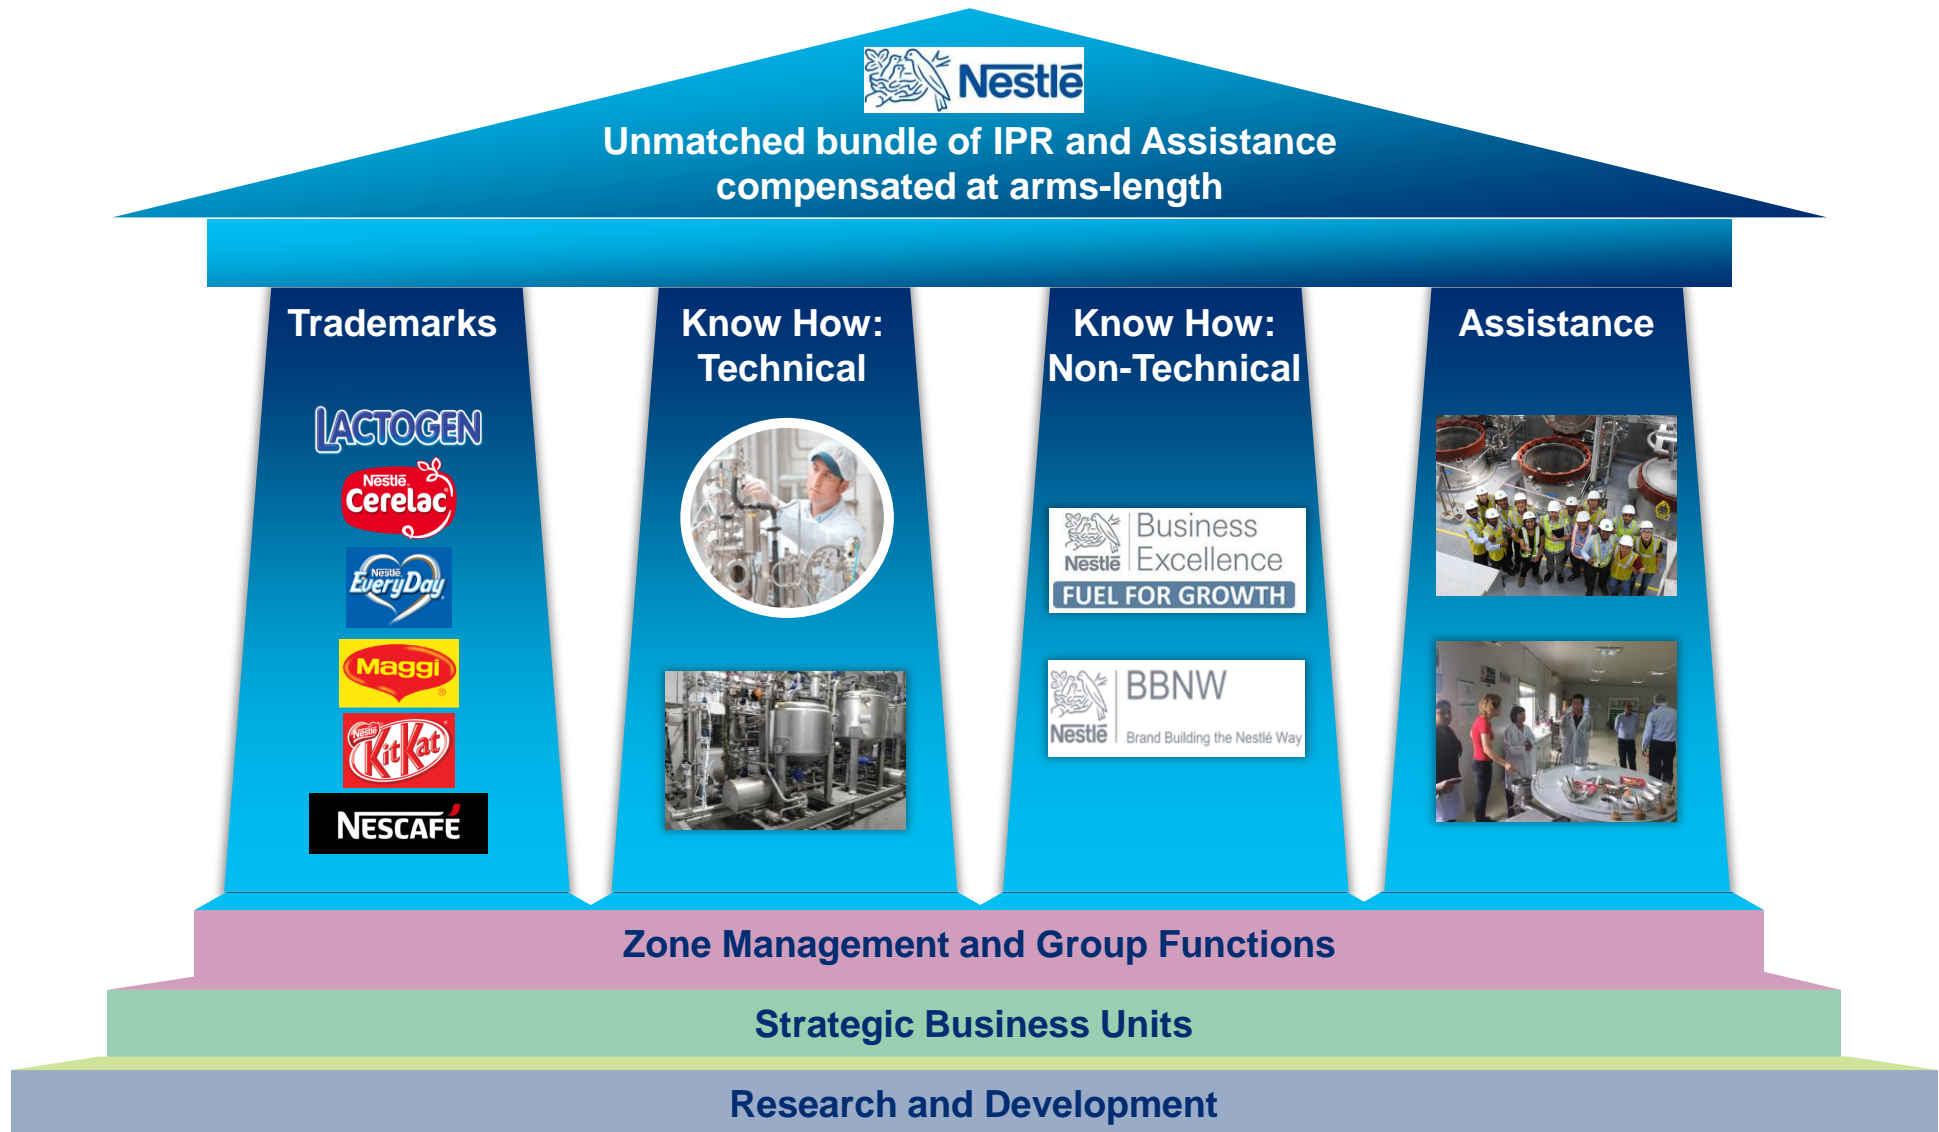 Nestlé
Unmatched bundle of IPR and Assistance
compensated at arms-length
Trademarks
LACTOGEN
Nestlé
Cerelac
Nestlé
EveryDay
Maggi
®
Nestlé
KitKat
NESCAFÉ
Know How:
Technical
Know How:
Non-Technical
Nestlé
Business
Excellence
FUEL FOR GROWTH
Nestlé
BBNW
Brand Building the Nestlé Way
Assistance
Zone Management and Group Functions
Strategic Business Units
Research and Development